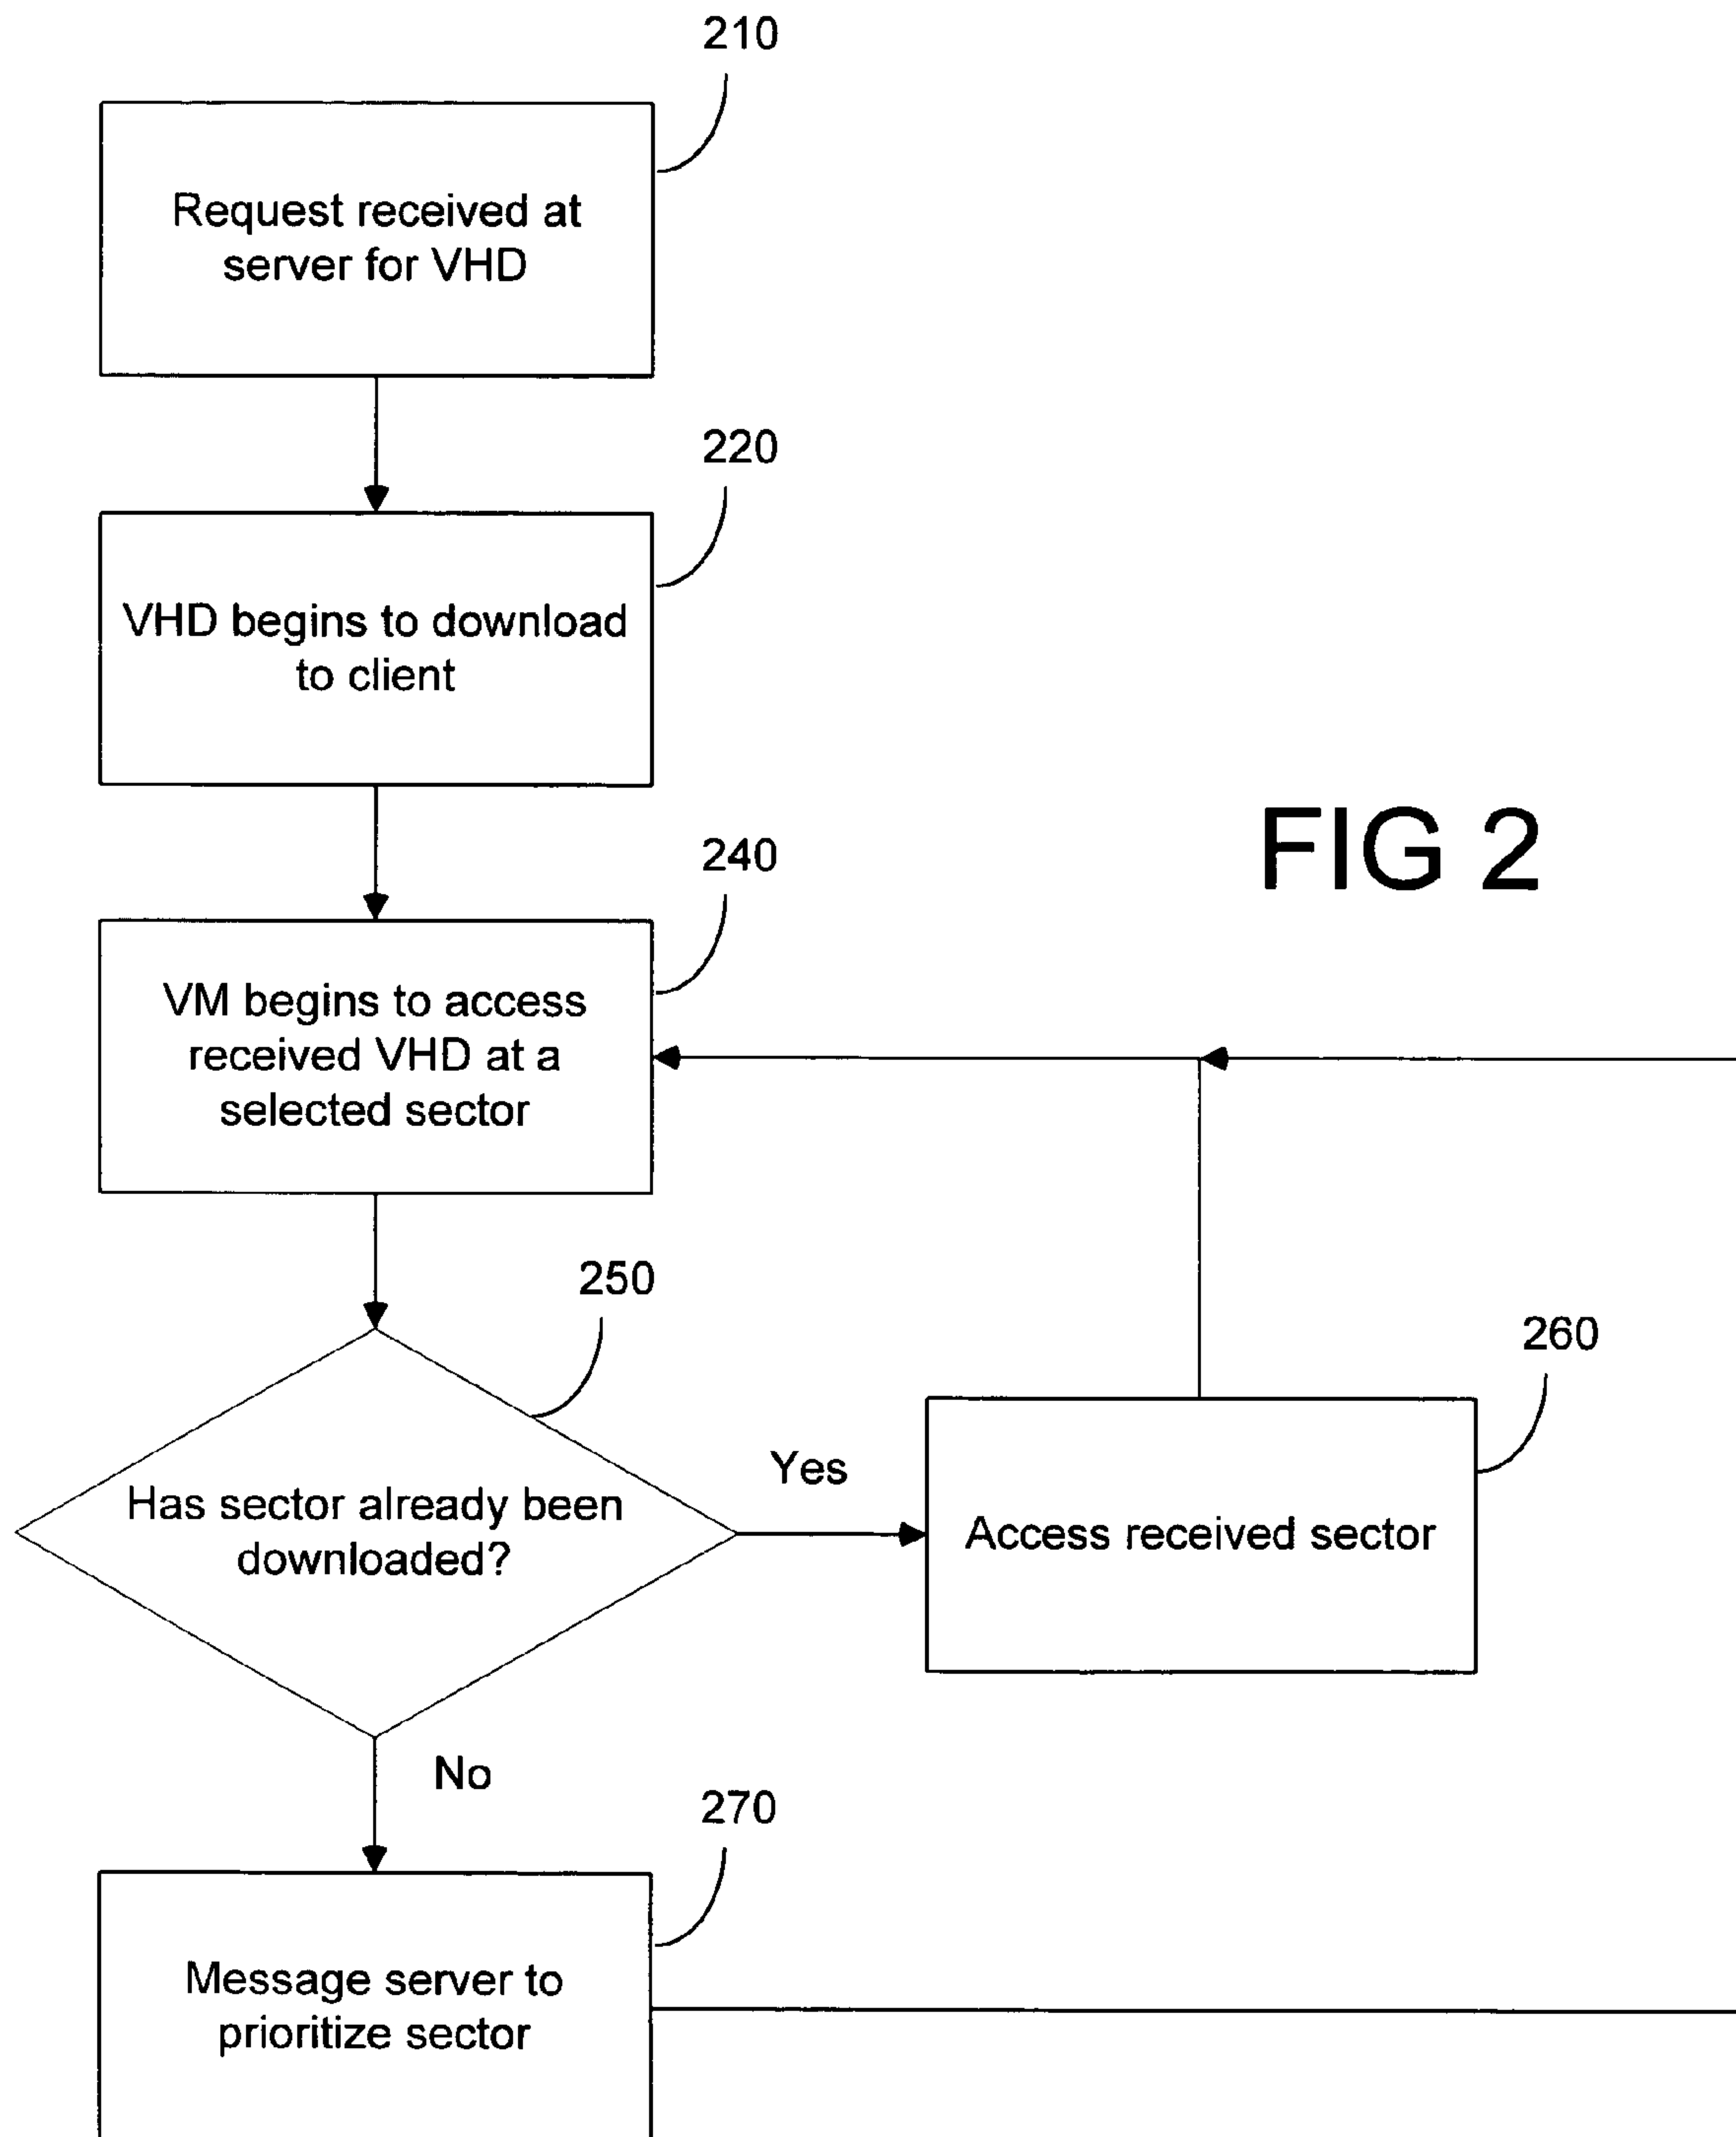 210
Request received at
server for VHD
220
VHD begins to download
to client
FIG 2
240
VM begins to access
received VHD at a
selected sector
250
Has sector already been
downloaded?
Yes
260
Access received sector
No
270
Message server to
prioritize sector